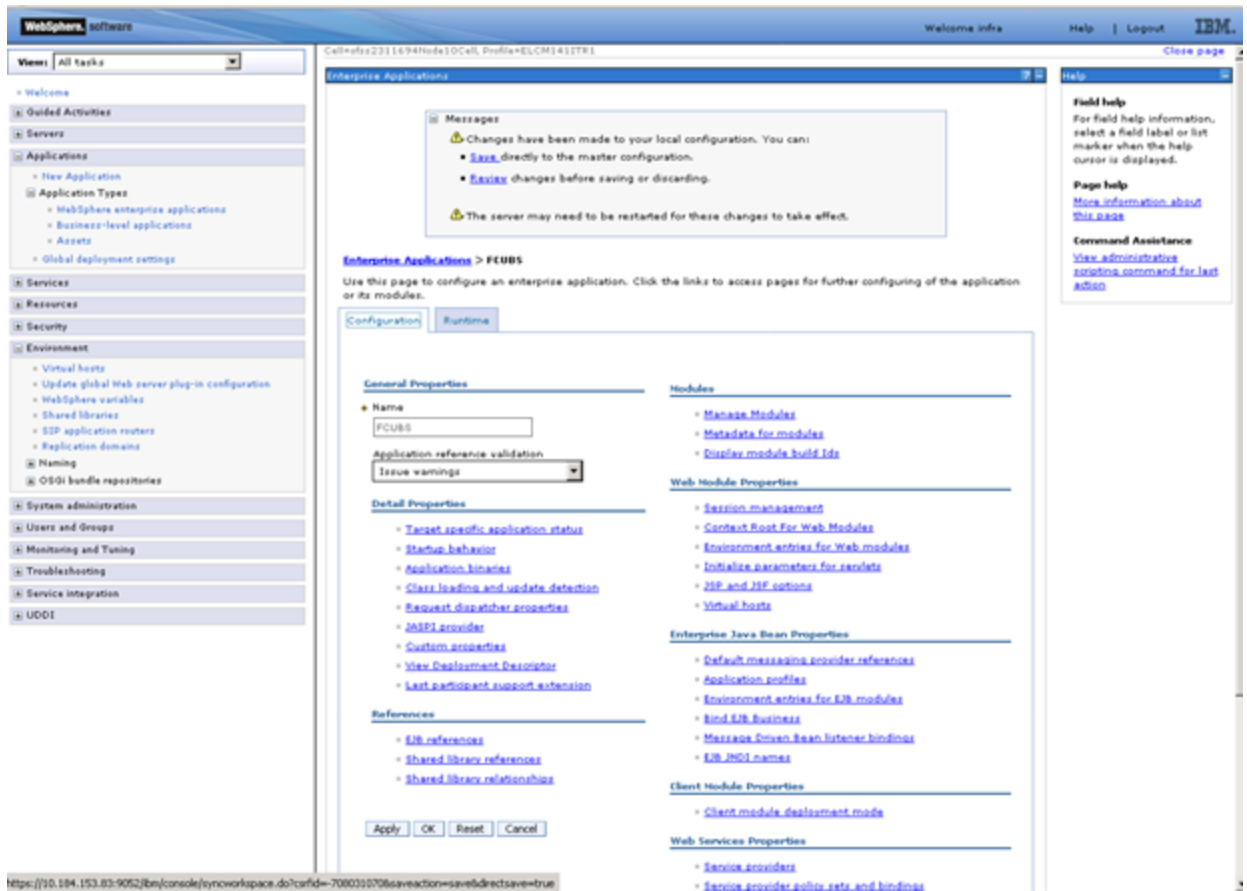 WebSphere. software
Welcome infra
Help | Logout
IBM.
View: All tasks
Welcome
Guided Activities
Servers
Applications
New Application
Application Types
WebSphere enterprise applications
Business-level applications
Assets
Global deployment settings
Services
Resources
Security
Environment
Virtual hosts
Update global Web server plug-in configuration
WebSphere variables
Shared libraries
SIP application routers
Replication domains
Naming
OSGi bundle repositories
System administration
Users and Groups
Monitoring and Tuning
Troubleshooting
Service integration
UDDI
Cell=ofss2311694Node10Cell, Profile=ELCM141ITR1
Close page
Enterprise Applications
Messages
Changes have been made to your local configuration. You can:
Save directly to the master configuration.
Review changes before saving or discarding.
The server may need to be restarted for these changes to take effect.
Enterprise Applications > FCUBS
Use this page to configure an enterprise application. Click the links to access pages for further configuring of the application
or its modules.
Configuration
Runtime
General Properties
Name
FCUBS
Application reference validation
Issue warnings
Detail Properties
Target specific application status
Startup behavior
Application binaries
Class loading and update detection
Request dispatcher properties
JASPI provider
Custom properties
View Deployment Descriptor
Last participant support extension
References
EJB references
Shared library references
Shared library relationships
Apply OK Reset Cancel
Modules
Manage Modules
Metadata for modules
Display module build Ids
Web Module Properties
Session management
Context Root For Web Modules
Environment entries for Web modules
Initialize parameters for servlets
JSP and JSF options
Virtual hosts
Enterprise Java Bean Properties
Default messaging provider references
Application profiles
Environment entries for EJB modules
Bind EJB Business
Message Driven Bean listener bindings
EJB JNDI names
Client Module Properties
Client module deployment mode
Web Services Properties
Service providers
Service provider policy sets and bindings
Help
Field help
For field help information,
select a field label or list
marker when the help
cursor is displayed.
Page help
More information about
this page
Command Assistance
View administrative
scripting command for last
action
https://10.184.153.83:9052/ibm/console/syncworkspace.do?csrfid=-708031070&saveaction=save&directsave=true